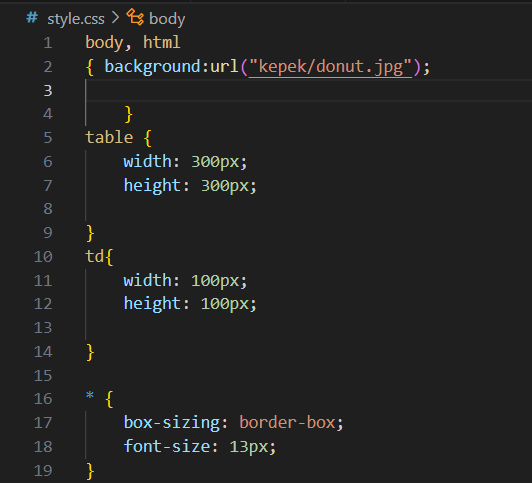 # style.css > body
1 body, html
2 { background:url("kepek/donut.jpg");
3
4 }
5 table {
6 width: 300px;
7 height: 300px;
8
9 }
10 td{
11 width: 100px;
12 height: 100px;
13
14 }
15
16 * {
17 box-sizing: border-box;
18 font-size: 13px;
19 }